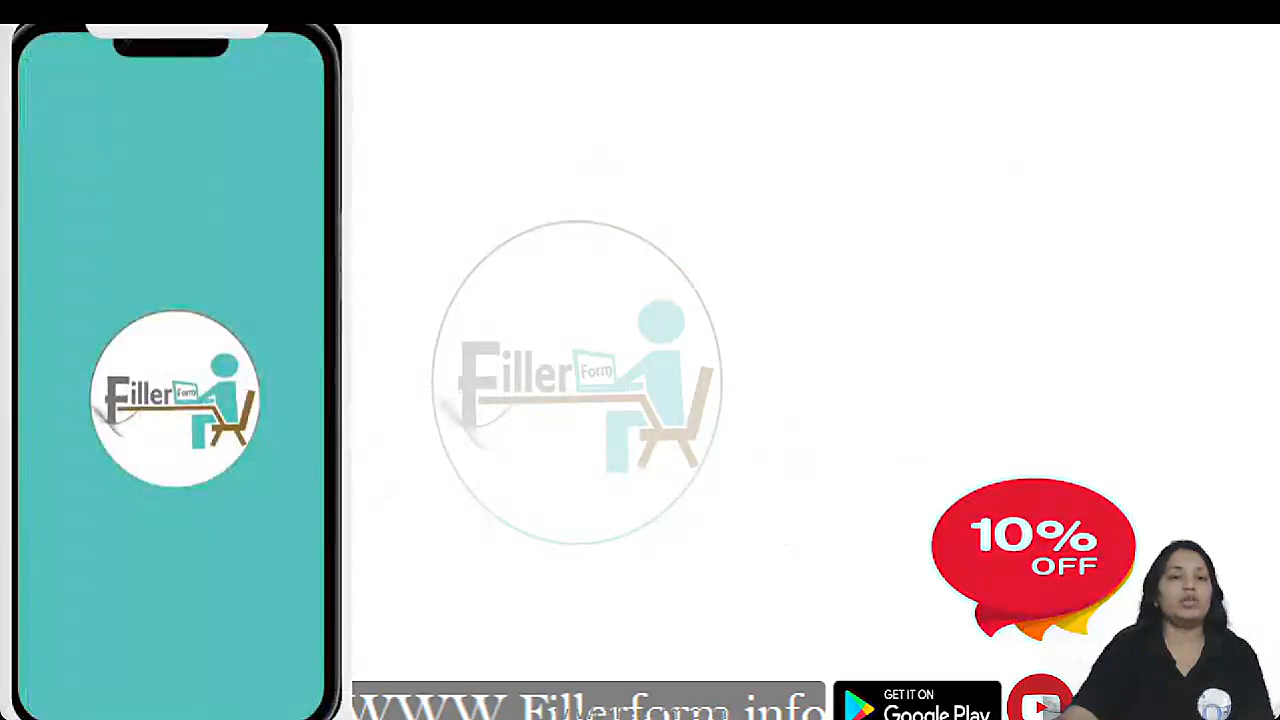 Filler Form
Filler Form
10%
OFF
WWW.Fillerform.info
GET IT ON
Google Play